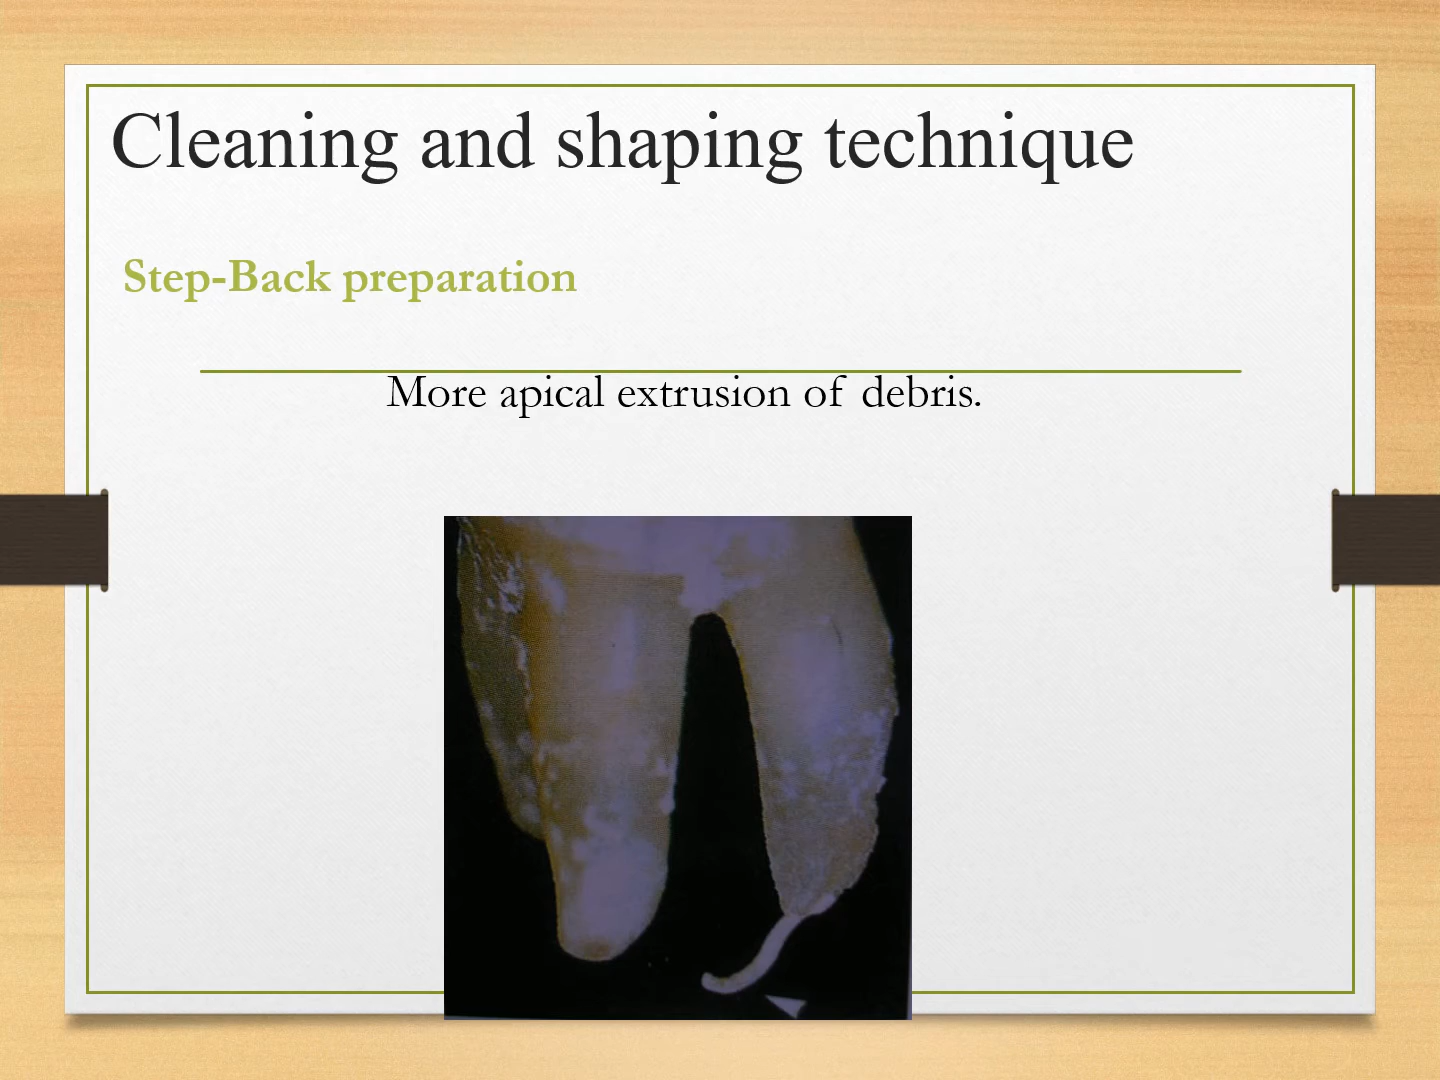 Cleaning and shaping technique
Step-Back preparation
More apical extrusion of debris.